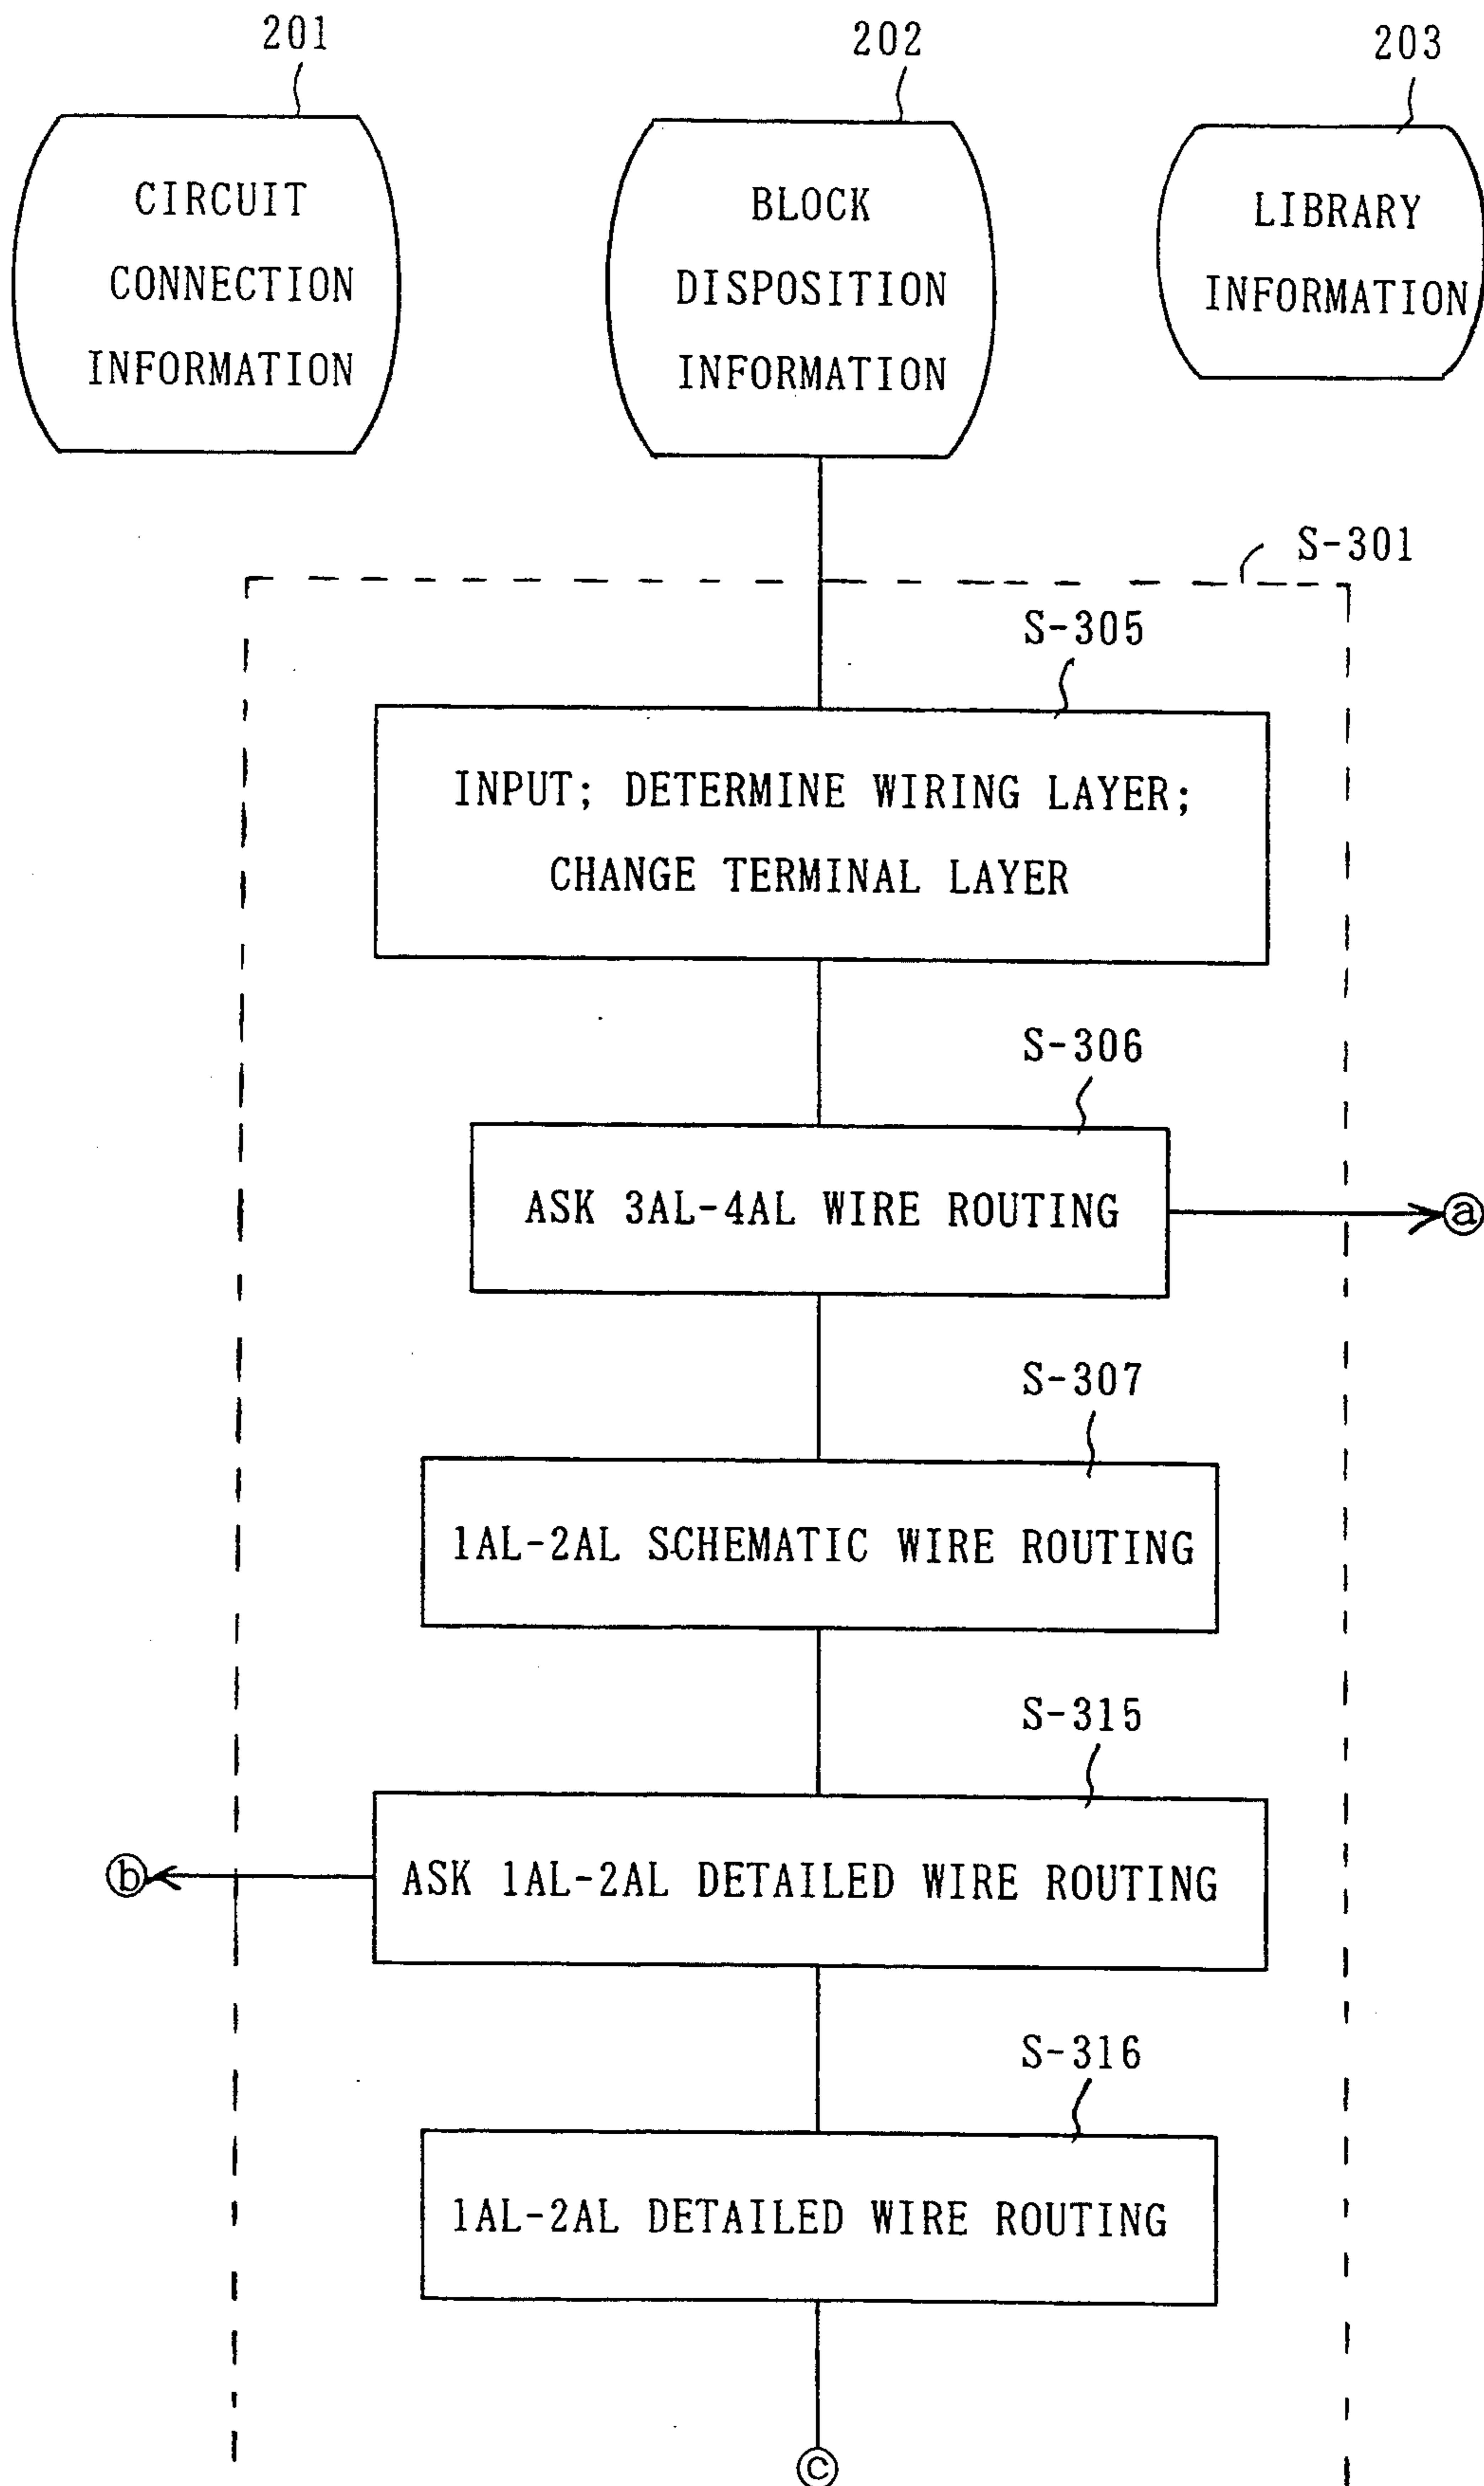 201
202
203
CIRCUIT
CONNECTION
INFORMATION
BLOCK
DISPOSITION
INFORMATION
LIBRARY
INFORMATION
S-301
S-305
INPUT; DETERMINE WIRING LAYER;
CHANGE TERMINAL LAYER
S-306
ASK 3AL-4AL WIRE ROUTING
ⓐ
S-307
1AL-2AL SCHEMATIC WIRE ROUTING
S-315
ⓑ
ASK 1AL-2AL DETAILED WIRE ROUTING
S-316
1AL-2AL DETAILED WIRE ROUTING
ⓒ